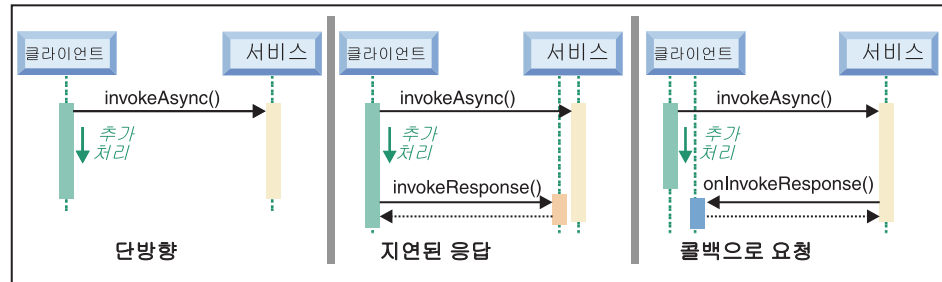 클라이언트
서비스
invokeAsync()
추가
처리
단방향
클라이언트
서비스
invokeAsync()
추가
처리
invokeResponse()
지연된 응답
클라이언트
서비스
invokeAsync()
추가
처리
onInvokeResponse()
콜백으로 요청